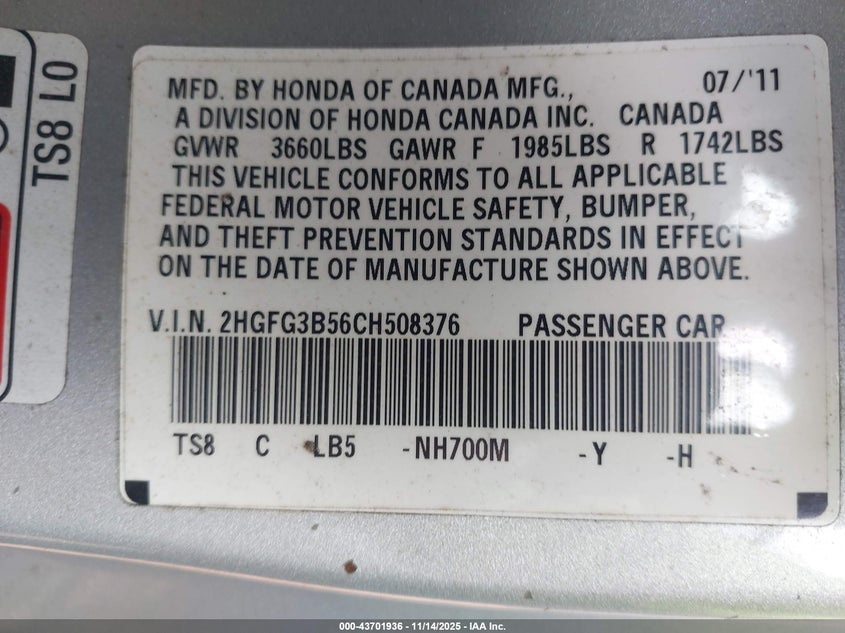 TS8 LO
MFD. BY HONDA OF CANADA MFG., 07/'11
A DIVISION OF HONDA CANADA INC. CANADA
GVWR 3660LBS GAWR F 1985LBS R 1742LBS
THIS VEHICLE CONFORMS TO ALL APPLICABLE
FEDERAL MOTOR VEHICLE SAFETY, BUMPER,
AND THEFT PREVENTION STANDARDS IN EFFECT
ON THE DATE OF MANUFACTURE SHOWN ABOVE.
V.I.N. 2HGFG3B56CH508376 PASSENGER CAR
TS8 C LB5 -NH700M -Y -H
000-43701936 - 11/14/2025 - IAA Inc.